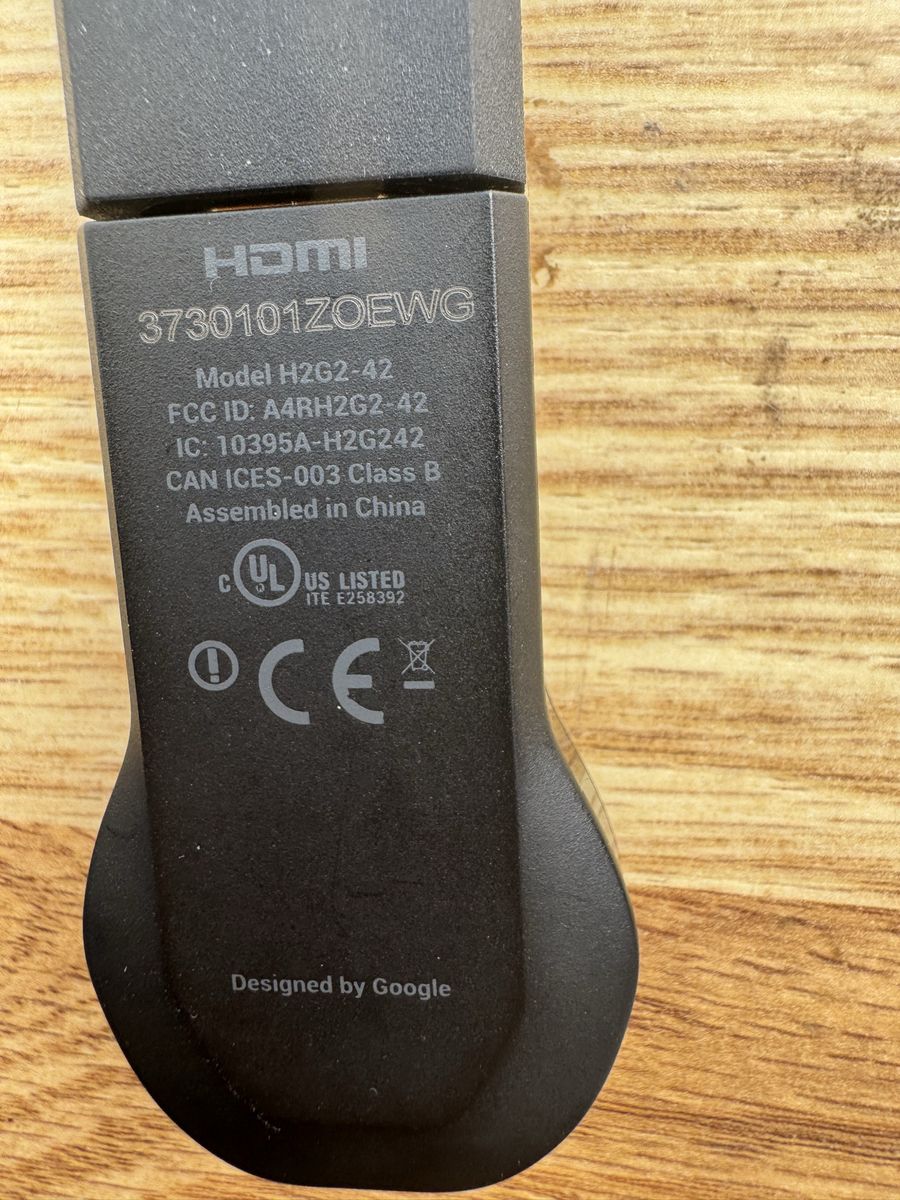 HDMI
3730101ZOEWG
Model H2G2-42
FCC ID: A4RH2G2-42
IC: 10395A-H2G242
CAN ICES-003 Class B
Assembled in China
C UL US LISTED
ITE E258392
CE
Designed by Google